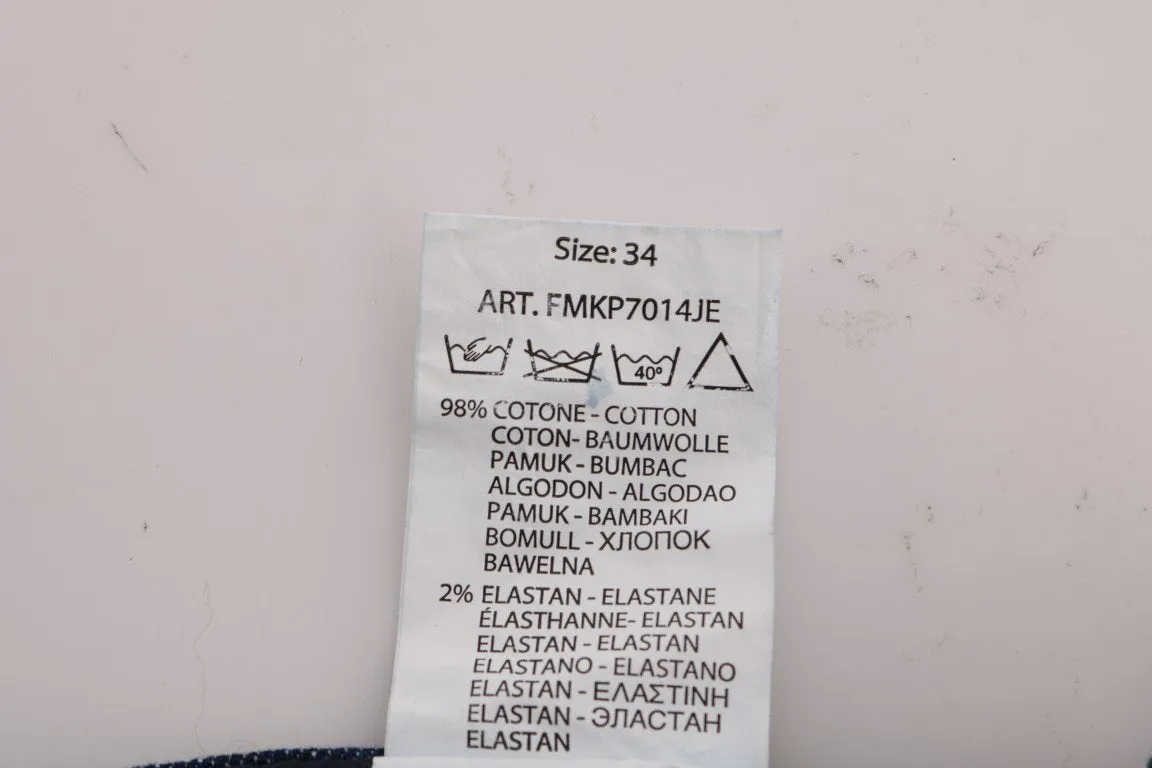 Size: 34
ART. FMKP7014JE
40º
98% COTONE - COTTON
COTON- BAUMWOLLE
PAMUK - BUMBAC
ALGODON - ALGODAO
PAMUK - BAMBAKI
BOMULL - ХЛОПОК
BAWELNA
2% ELASTAN - ELASTANE
ÉLASTHANNE- ELASTAN
ELASTAN - ELASTAN
ELASTANO - ELASTANO
ELASTAN - ΕΛΑΣΤΙΝΗ
ELASTAN - ЭЛАСТАН
ELASTAN